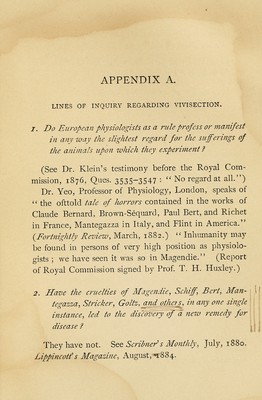 APPENDIX A.
LINES OF INQUIRY REGARDING VIVISECTION.
1. Do European physiologists as a rule profess or manifest
in any way the slightest regard for the sufferings of
the animals upon which they experiment?
(See Dr. Klein's testimony before the Royal Com-
mission, 1876, Ques. 3535-3547: "No regard at all.")
Dr. Yeo, Professor of Physiology, London, speaks of
"the ofttold tale of horrors contained in the works of
Claude Bernard, Brown-Séquard, Paul Bert, and Richet
in France, Mantegazza in Italy, and Flint in America."
(Fortnightly Review, March, 1882.) "Inhumanity may
be found in persons of very high position as physiolo-
gists; we have seen it was so in Magendie." (Report
of Royal Commission signed by Prof. T. H. Huxley.)
2. Have the cruelties of Magendie, Schiff, Bert, Man-
tegazza, Stricker, Goltz, and others, in any one single
instance, led to the discovery of a new remedy for
disease?
They have not. See Scribner's Monthly, July, 1880.
Lippincott's Magazine, August, 1884.